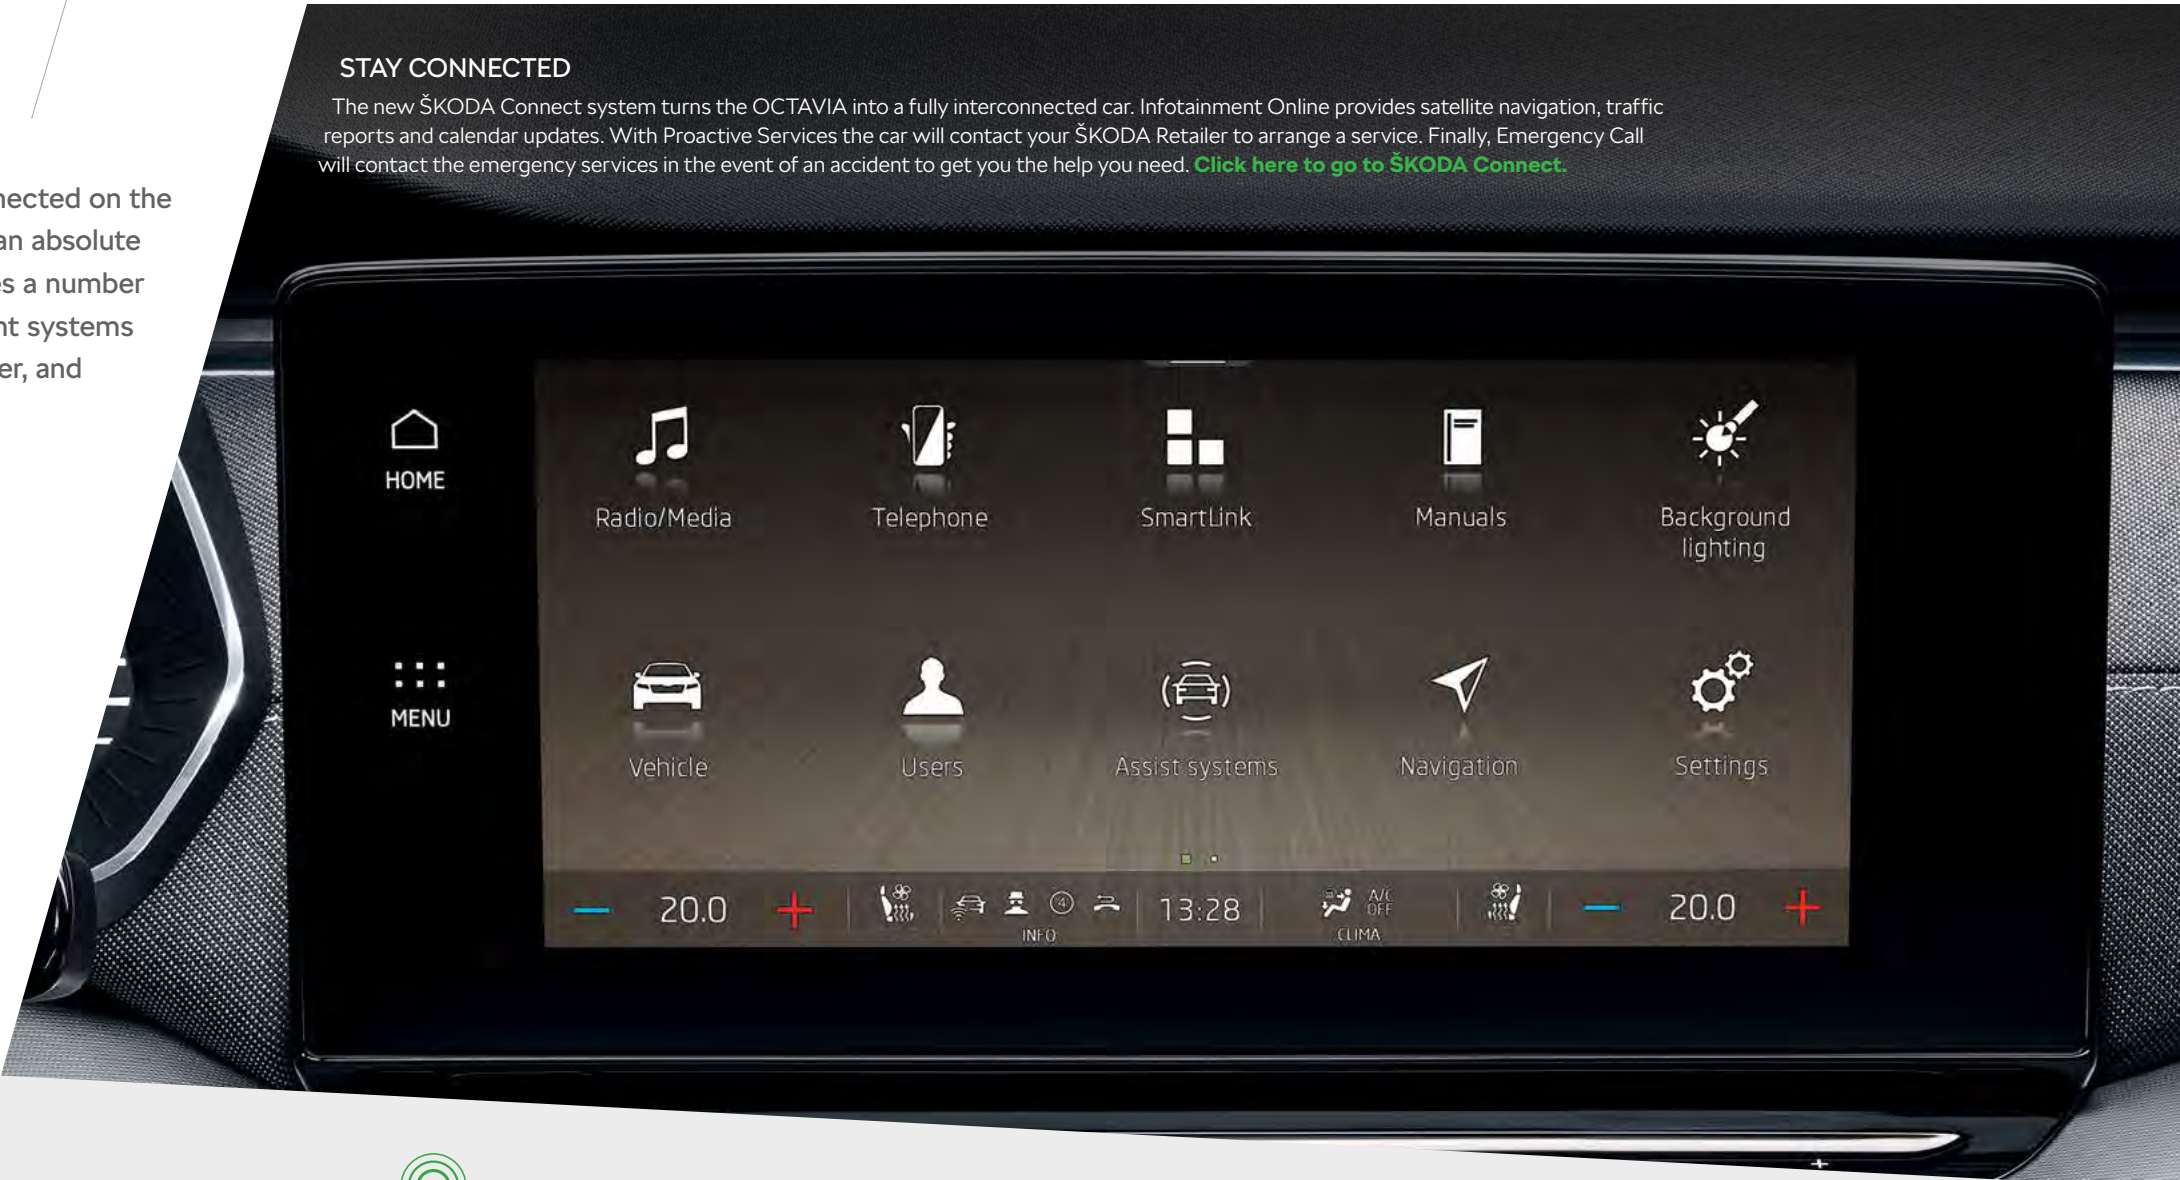 STAY CONNECTED
The new ŠKODA Connect system turns the OCTAVIA into a fully interconnected car. Infotainment Online provides satellite navigation, traffic
reports and calendar updates. With Proactive Services the car will contact your ŠKODA Retailer to arrange a service. Finally, Emergency Call
will contact the emergency services in the event of an accident to get you the help you need. Click here to go to ŠKODA Connect.
on the
an absolute
a number
systems
and
HOME
Radio/Media
Telephone
SmartLink
Manuals
Background
lighting
MENU
Vehicle
Users
Assist systems
Navigation
Settings
20.0
4
INFO
13:28
A/C
OFF
CLIMA
20.0